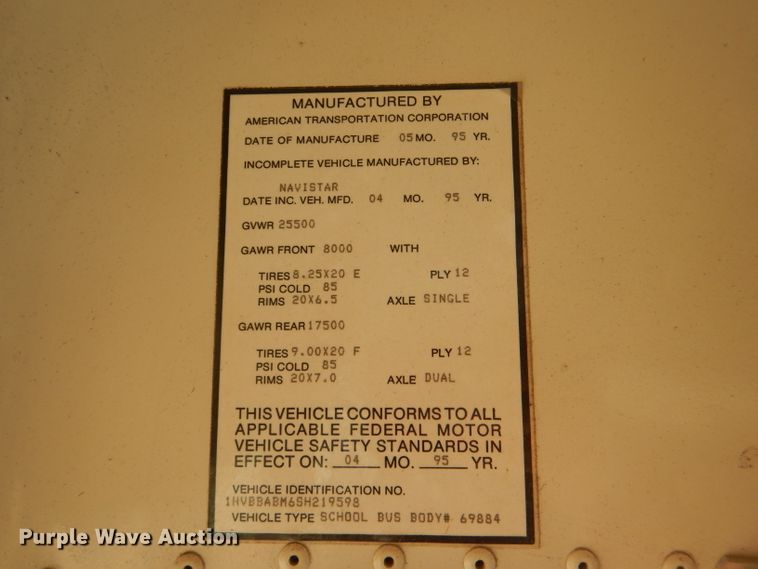 MANUFACTURED BY
AMERICAN TRANSPORTATION CORPORATION
DATE OF MANUFACTURE 05 MO. 95 YR.
INCOMPLETE VEHICLE MANUFACTURED BY:
NAVISTAR
DATE INC. VEH. MFD. 04 MO. 95 YR.
GVWR 25500
GAWR FRONT 8000 WITH
TIRES 8.25X20 E PLY 12
PSI COLD 85
RIMS 20X6.5 AXLE SINGLE
GAWR REAR 17500
TIRES 9.00X20 F PLY 12
PSI COLD 85
RIMS 20X7.0 AXLE DUAL
THIS VEHICLE CONFORMS TO ALL
APPLICABLE FEDERAL MOTOR
VEHICLE SAFETY STANDARDS IN
EFFECT ON: 04 MO. 95 YR.
VEHICLE IDENTIFICATION NO.
1HVBBABM6SH219598
VEHICLE TYPE SCHOOL BUS BODY# 69884
Purple Wave Auction